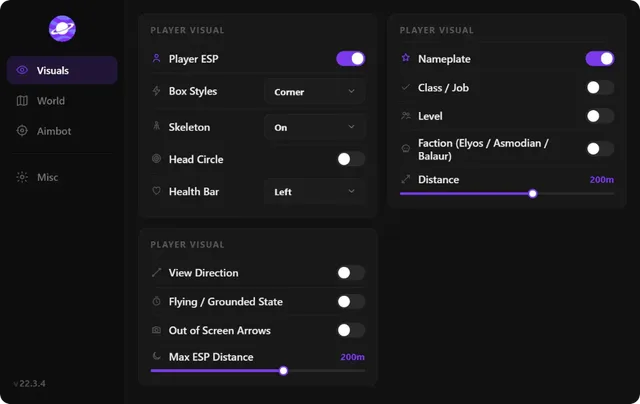 Visuals
World
Aimbot
Misc
v22.3.4
PLAYER VISUAL
Player ESP
Box Styles
Corner
Skeleton
On
Head Circle
Health Bar
Left
PLAYER VISUAL
View Direction
Flying / Grounded State
Out of Screen Arrows
Max ESP Distance
200m
PLAYER VISUAL
Nameplate
Class / Job
Level
Faction (Elyos / Asmodian /
Balaur)
Distance
200m